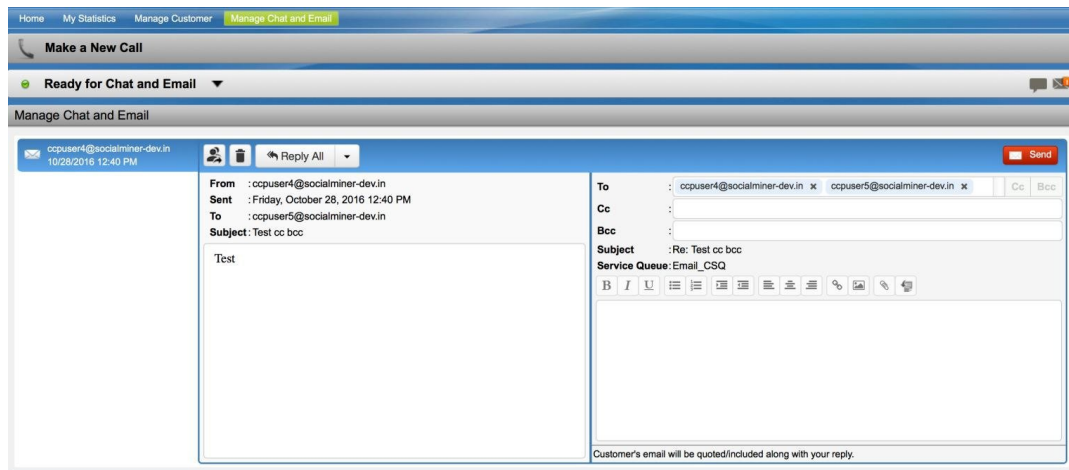 Home My Statistics Manage Customer Manage Chat and Email
Make a New Call
Ready for Chat and Email
Manage Chat and Email
ccpuser4@socialminer-dev.in
10/28/2016 12:40 PM
Reply All
Send
From : ccpuser4@socialminer-dev.in
Sent : Friday, October 28, 2016 12:40 PM
To : ccpuser5@socialminer-dev.in
Subject : Test cc bcc
Test
To : ccpuser4@socialminer-dev.in x ccpuser5@socialminer-dev.in x Cc Bcc
Cc :
Bcc :
Subject : Re: Test cc bcc
Service Queue: Email_CSQ
B I U
Customer's email will be quoted/included along with your reply.